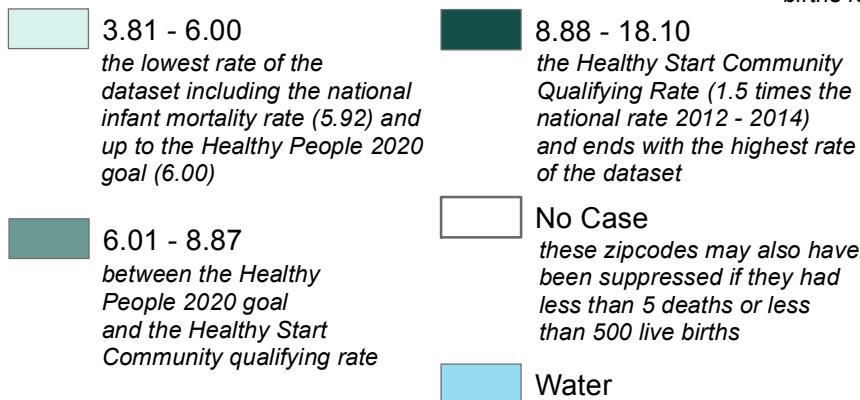 3.81 - 6.00
the lowest rate of the
dataset including the national
infant mortality rate (5.92) and
up to the Healthy People 2020
goal (6.00)
6.01 - 8.87
between the Healthy
People 2020 goal
and the Healthy Start
Community qualifying rate
8.88 - 18.10
the Healthy Start Community
Qualifying Rate (1.5 times the
national rate 2012 - 2014)
and ends with the highest rate
of the dataset
No Case
these zipcodes may also have
been suppressed if they had
less than 5 deaths or less
than 500 live births
Water